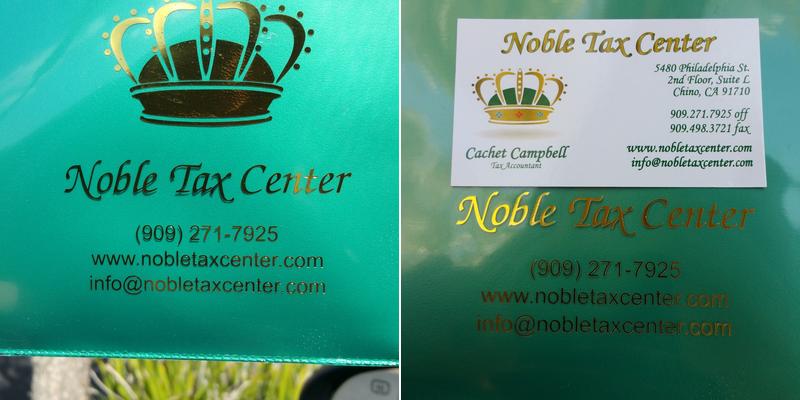 Noble Tax Center
(909) 271-7925
www.nobletaxcenter.com
info@nobletaxcenter.com
Noble Tax Center
5480 Philadelphia St.
2nd Floor, Suite L
Chino, CA 91710
909.271.7925 off
909.498.3721 fax
www.nobletaxcenter.com
info@nobletaxcenter.com
Cachet Campbell
Tax Accountant
Noble Tax Center
(909) 271-7925
www.nobletaxcenter.com
info@nobletaxcenter.com